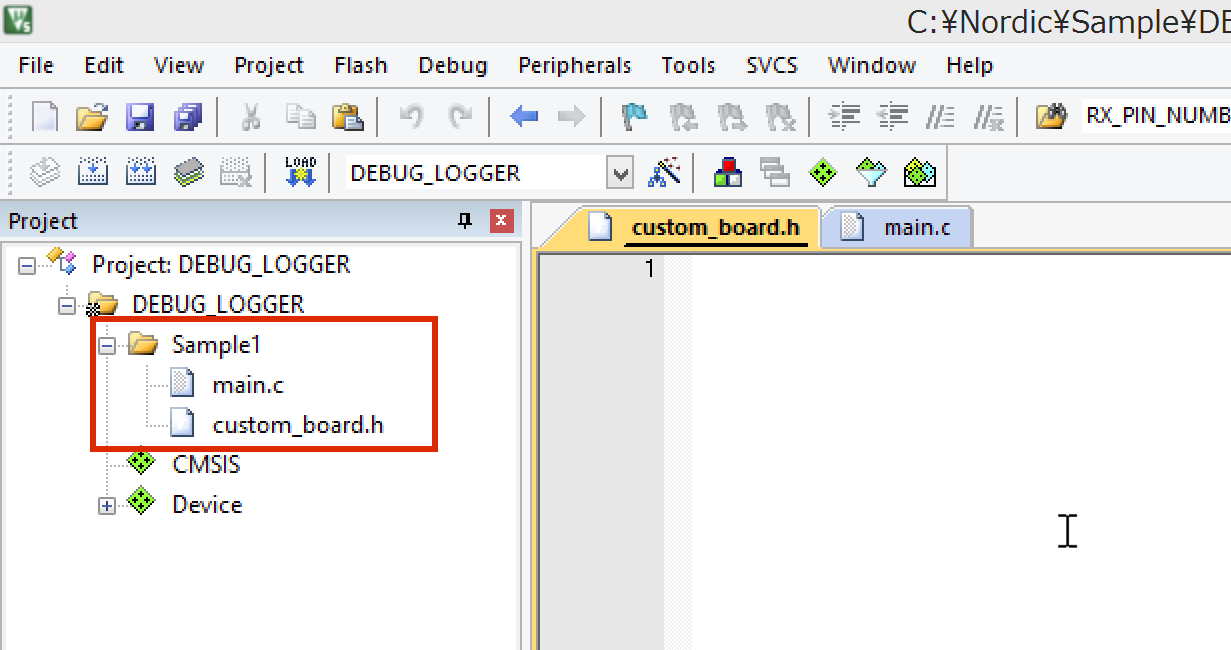 C:¥Nordic¥Sample¥DE
File Edit View Project Flash Debug Peripherals Tools SVCS Window Help
RX_PIN_NUMB
LOAD DEBUG_LOGGER
Project
custom_board.h main.c
1
Project: DEBUG_LOGGER
DEBUG_LOGGER
Sample1
main.c
custom_board.h
CMSIS
Device